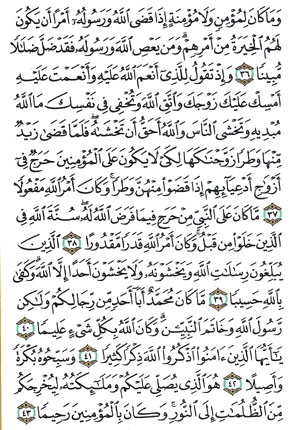 وَمَا كَانَ لِمُؤْمِنٍ وَلَا مُؤْمِنَةٍ إِذَا قَضَى ٱللَّهُ وَرَسُولُهُۥٓ أَمْرًا أَن يَكُونَ
لَهُمُ ٱلْخِيَرَةُ مِنْ أَمْرِهِمْ ۗ وَمَن يَعْصِ ٱللَّهَ وَرَسُولَهُۥ فَقَدْ ضَلَّ ضَلَـٰلًا
مُّبِينًا ٣٦ وَإِذْ تَقُولُ لِلَّذِىٓ أَنْعَمَ ٱللَّهُ عَلَيْهِ وَأَنْعَمْتَ عَلَيْهِ
أَمْسِكْ عَلَيْكَ زَوْجَكَ وَٱتَّقِ ٱللَّهَ وَتُخْفِى فِى نَفْسِكَ مَا ٱللَّهُ
مُبْدِيهِ وَتَخْشَى ٱلنَّاسَ وَٱللَّهُ أَحَقُّ أَن تَخْشَىٰهُ ۖ فَلَمَّا قَضَىٰ زَيْدٌ
مِّنْهَا وَطَرًا زَوَّجْنَـٰكَهَا لِكَىْ لَا يَكُونَ عَلَى ٱلْمُؤْمِنِينَ حَرَجٌ فِىٓ
أَزْوَٰجِ أَدْعِيَآئِهِمْ إِذَا قَضَوْا۟ مِنْهُنَّ وَطَرًا ۚ وَكَانَ أَمْرُ ٱللَّهِ مَفْعُولًا
٣٧ مَّا كَانَ عَلَى ٱلنَّبِىِّ مِنْ حَرَجٍ فِيمَا فَرَضَ ٱللَّهُ لَهُۥ ۖ سُنَّةَ ٱللَّهِ فِى
ٱلَّذِينَ خَلَوْا۟ مِن قَبْلُ ۚ وَكَانَ أَمْرُ ٱللَّهِ قَدَرًا مَّقْدُورًا ٣٨ ٱلَّذِينَ
يُبَلِّغُونَ رِسَـٰلَـٰتِ ٱللَّهِ وَيَخْشَوْنَهُۥ وَلَا يَخْشَوْنَ أَحَدًا إِلَّا ٱللَّهَ ۗ وَكَفَىٰ
بِٱللَّهِ حَسِيبًا ٣٩ مَّا كَانَ مُحَمَّدٌ أَبَآ أَحَدٍ مِّن رِّجَالِكُمْ وَلَـٰكِن
رَّسُولَ ٱللَّهِ وَخَاتَمَ ٱلنَّبِيِّـۧنَ ۗ وَكَانَ ٱللَّهُ بِكُلِّ شَىْءٍ عَلِيمًا ٤٠
يَـٰٓأَيُّهَا ٱلَّذِينَ ءَامَنُوا۟ ٱذْكُرُوا۟ ٱللَّهَ ذِكْرًا كَثِيرًا ٤١ وَسَبِّحُوهُ بُكْرَةً
وَأَصِيلًا ٤٢ هُوَ ٱلَّذِى يُصَلِّى عَلَيْكُمْ وَمَلَـٰٓئِكَتُهُۥ لِيُخْرِجَكُم
مِّنَ ٱلظُّلُمَـٰتِ إِلَى ٱلنُّورِ ۚ وَكَانَ بِٱلْمُؤْمِنِينَ رَحِيمًا ٤٣